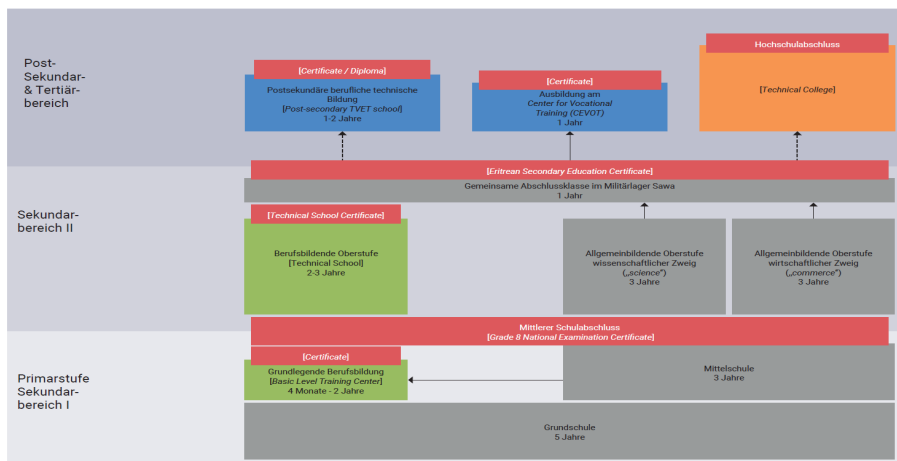 Post-
Sekundar-
& Tertiär-
bereich
[Certificate / Diploma]
Postsekundäre berufliche technische
Bildung
[Post-secondary TVET school]
1-2 Jahre
[Certificate]
Ausbildung am
Center for Vocational
Training (CEVOT)
1 Jahr
Hochschulabschluss
[Technical College]
Sekundar-
bereich II
[Eritrean Secondary Education Certificate]
Gemeinsame Abschlussklasse im Militärlager Sawa
1 Jahr
[Technical School Certificate]
Berufsbildende Oberstufe
[Technical School]
2-3 Jahre
Allgemeinbildende Oberstufe
wissenschaftlicher Zweig
(„science“)
3 Jahre
Allgemeinbildende Oberstufe
wirtschaftlicher Zweig
(„commerce“)
3 Jahre
Primarstufe
Sekundar-
bereich I
Mittlerer Schulabschluss
[Grade 8 National Examination Certificate]
[Certificate]
Grundlegende Berufsbildung
[Basic Level Training Center]
4 Monate - 2 Jahre
Mittelschule
3 Jahre
Grundschule
5 Jahre